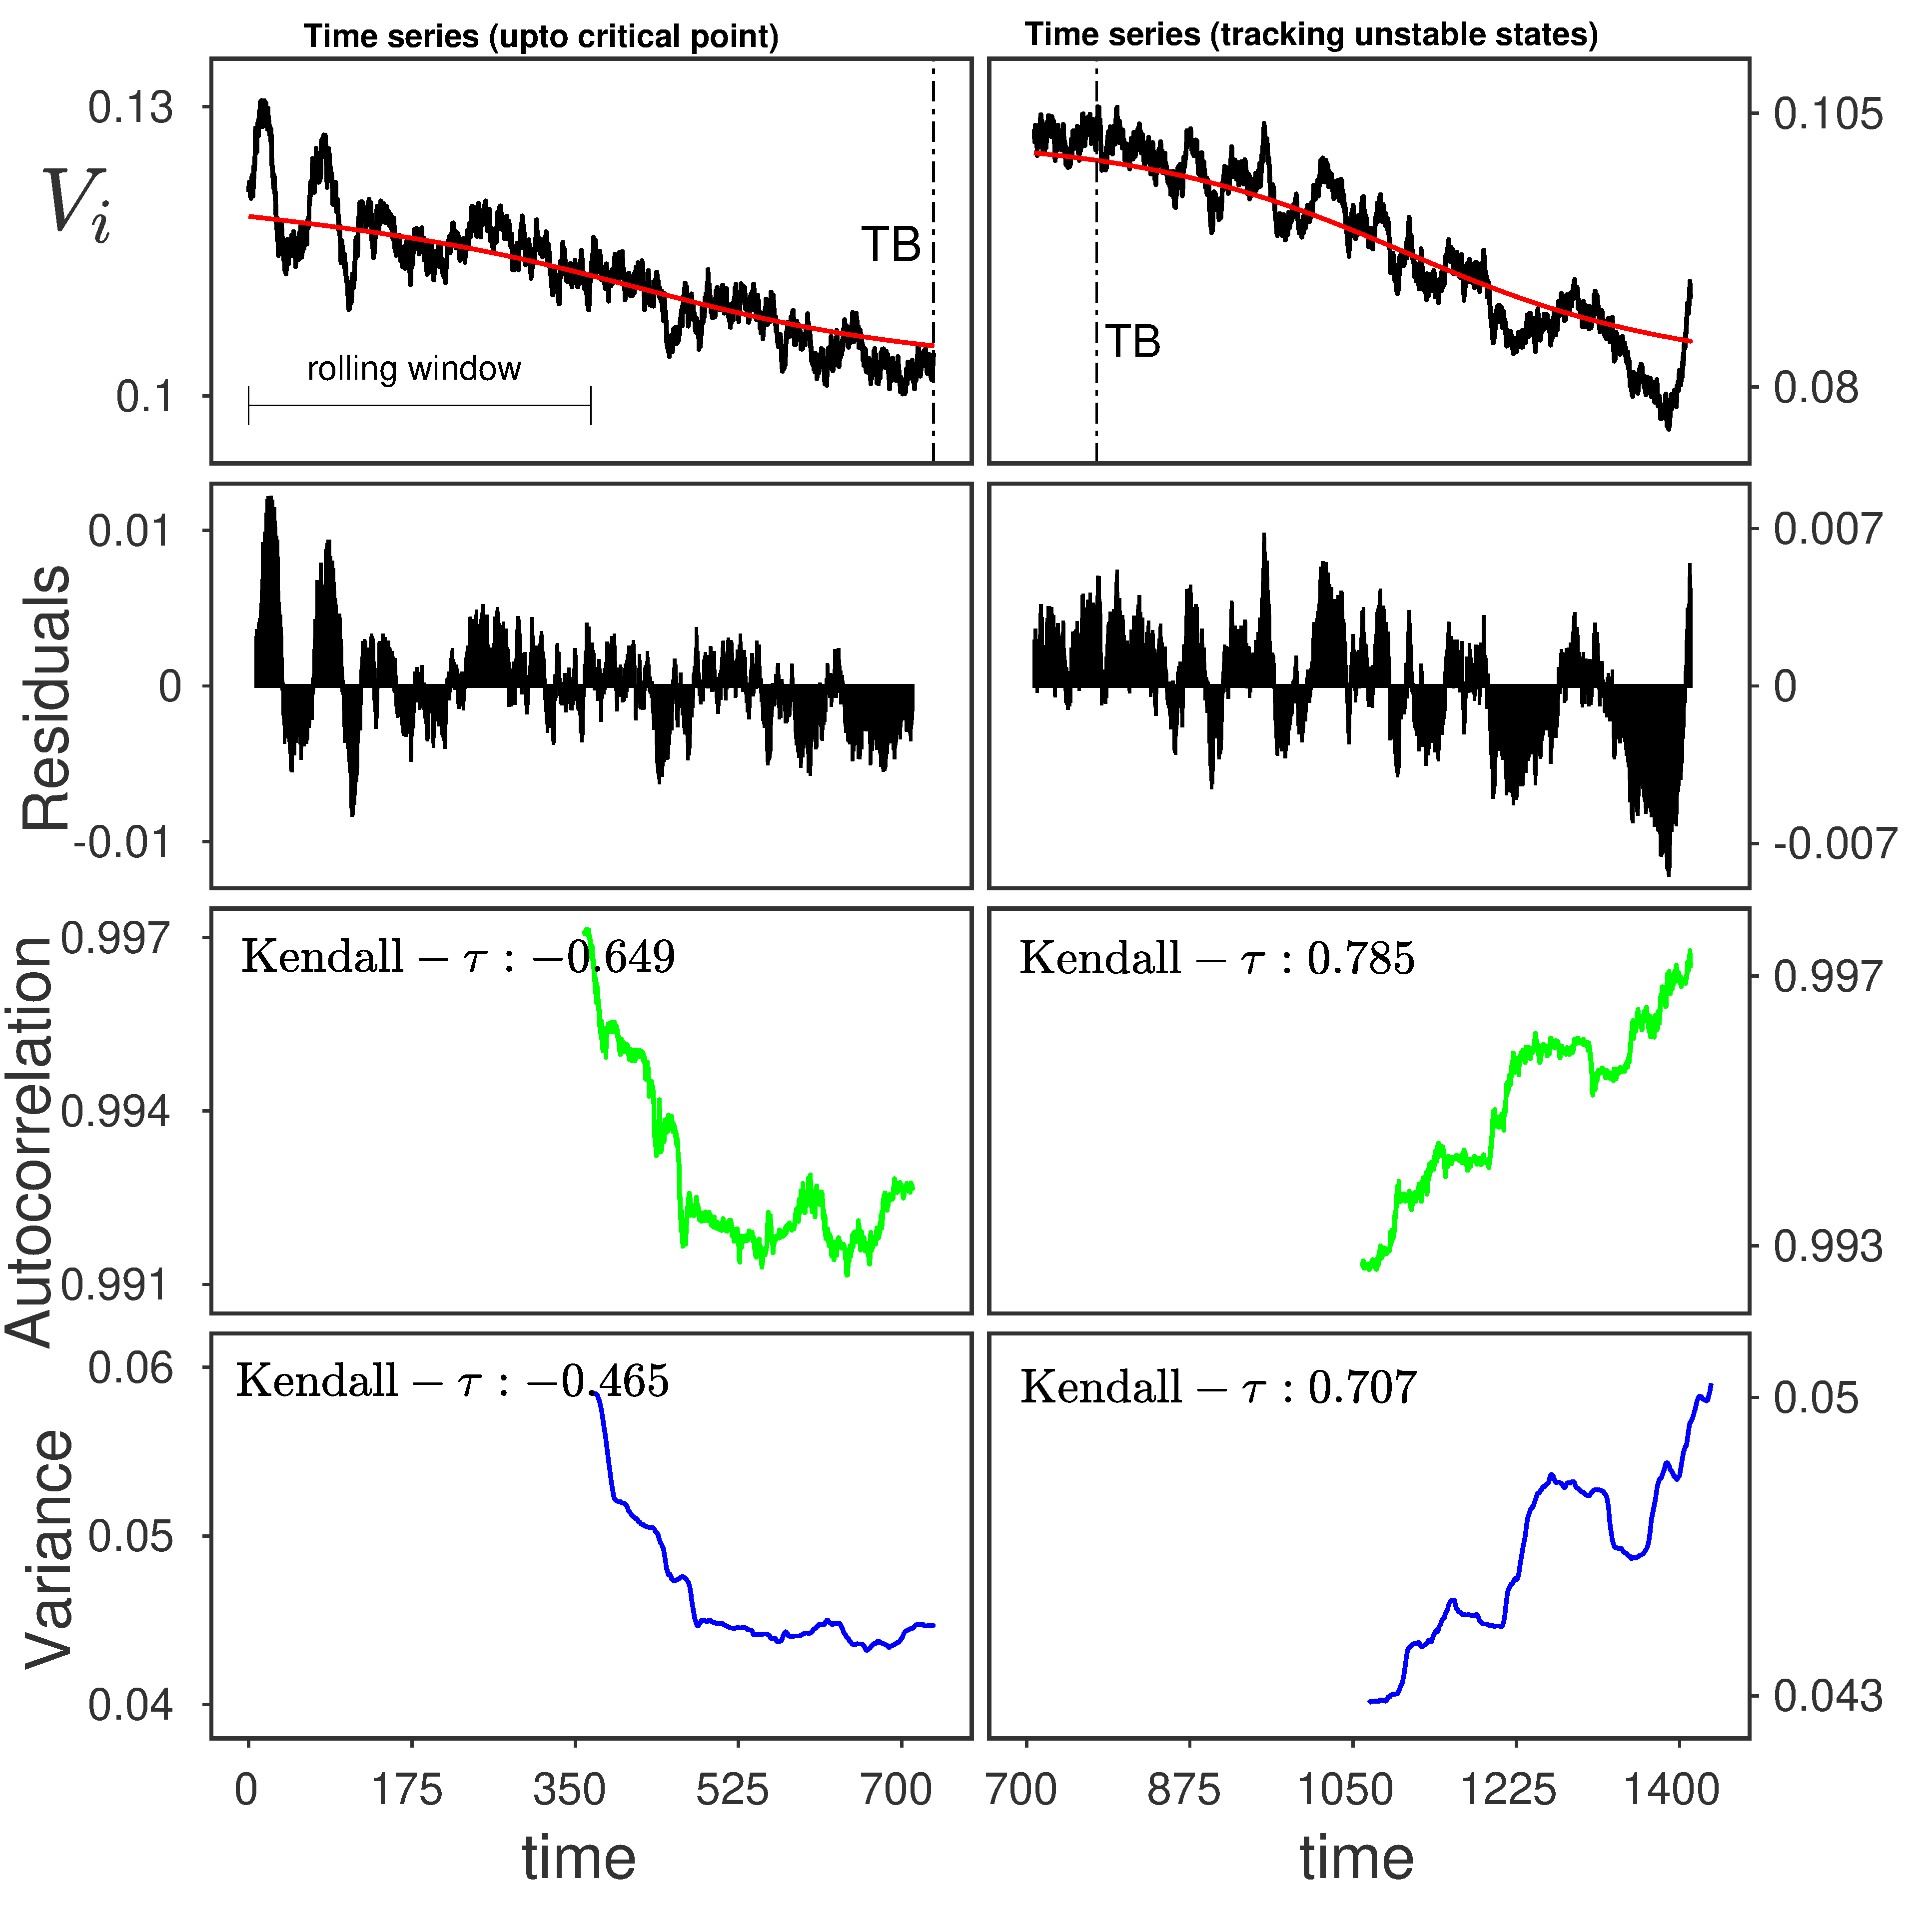 Time series (upto critical point)
Time series (tracking unstable states)
V_i
0.13
0.1
TB
rolling window
TB
0.105
0.08
Residuals
0.01
0
-0.01
0.007
0
-0.007
Autocorrelation
0.997
0.994
0.991
Kendall − τ : −0.649
Kendall − τ : 0.785
0.997
0.993
Variance
0.06
0.05
0.04
Kendall − τ : −0.465
Kendall − τ : 0.707
0.05
0.043
0 175 350 525 700
700 875 1050 1225 1400
time
time